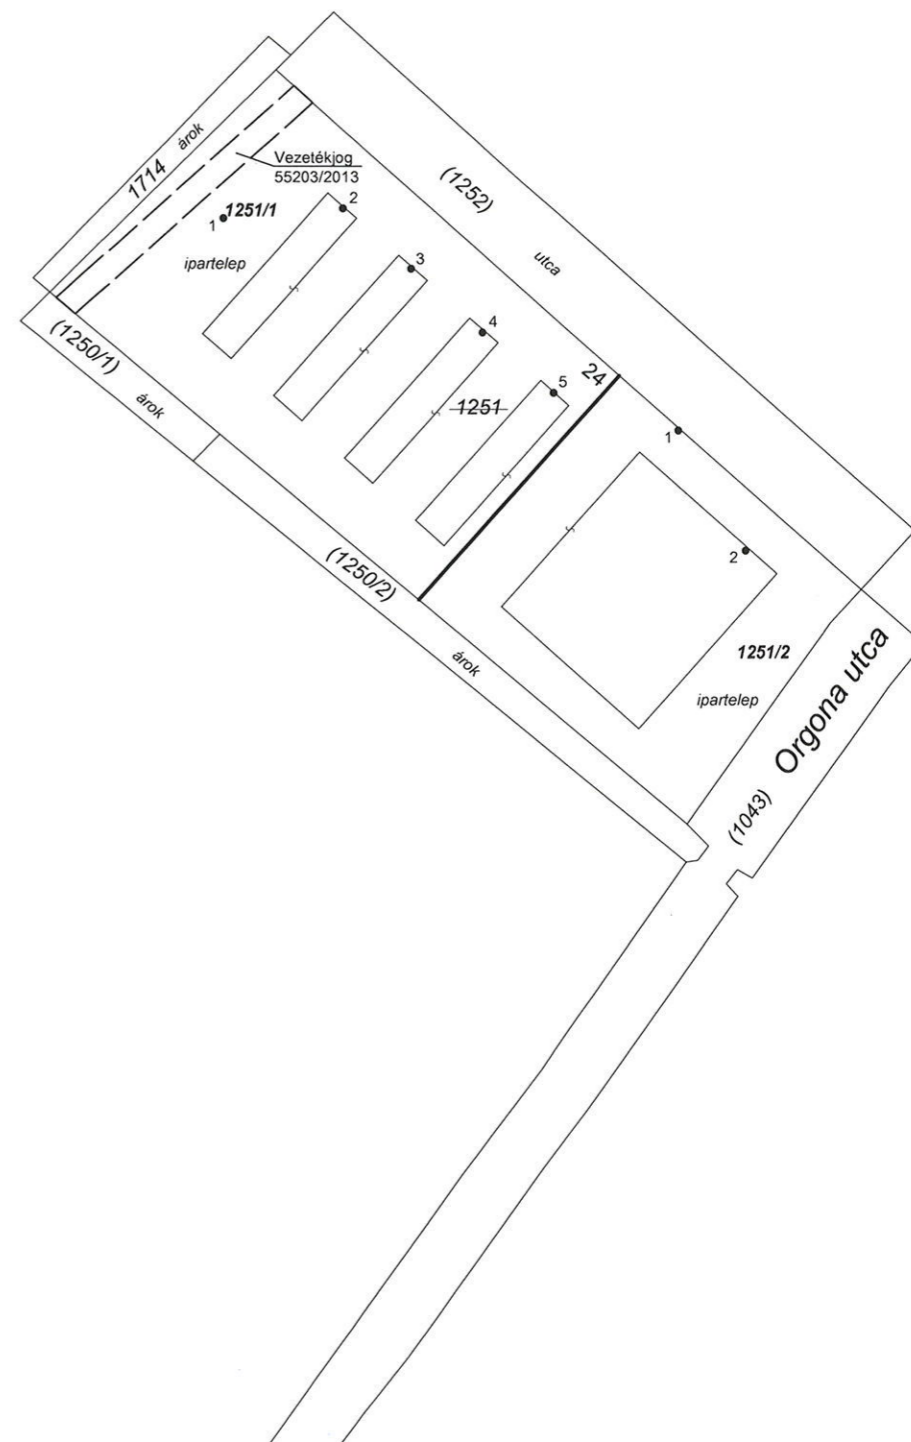 1714 árok
Vezetékjog
55203/2013
(1252)
utca
1251/1
1
ipartelep
2
3
4
5
1251
24
(1250/1)
árok
(1250/2)
árok
1
2
1251/2
ipartelep
Orgona utca
(1043)